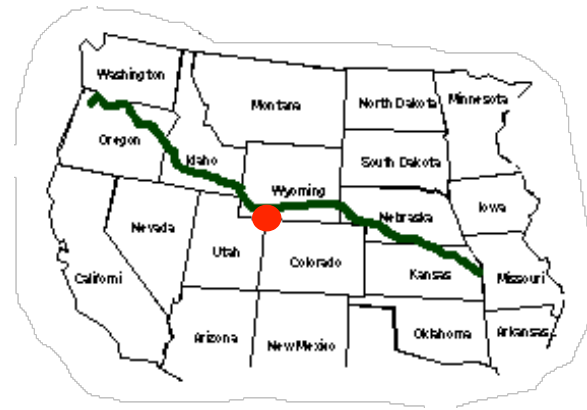 Washington
Montana
North Dakota
Minnesota
Oregon
Idaho
South Dakota
Wyoming
Iowa
Nebraska
Nevada
Utah
Colorado
Kansas
Missouri
Californi
Arizona
New Mexico
Oklahoma
Arkansas